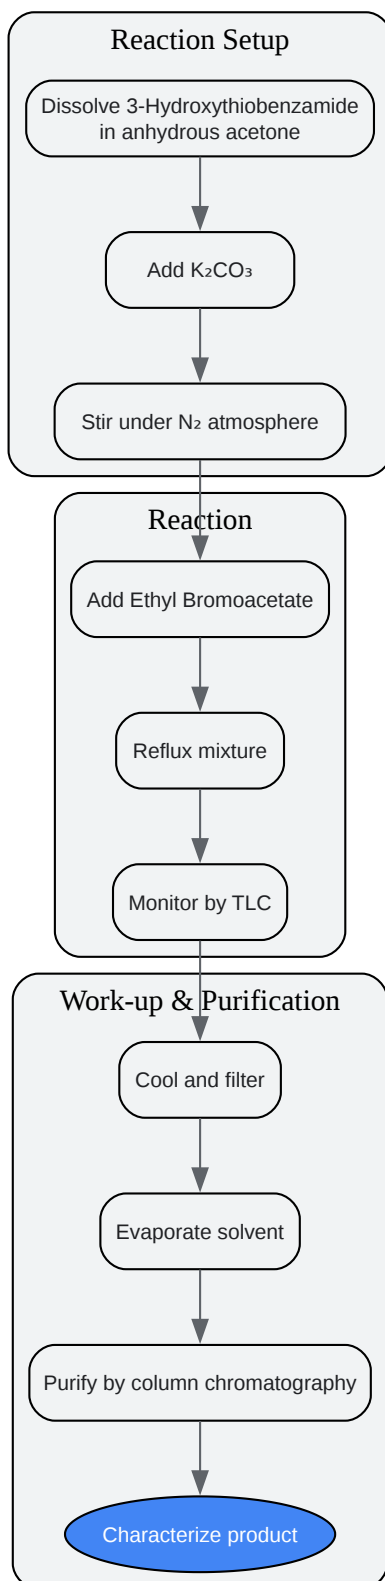 Reaction Setup
Dissolve 3-Hydroxythiobenzamide
in anhydrous acetone
Add K₂CO₃
Stir under N₂ atmosphere
Reaction
Add Ethyl Bromoacetate
Reflux mixture
Monitor by TLC
Work-up & Purification
Cool and filter
Evaporate solvent
Purify by column chromatography
Characterize product